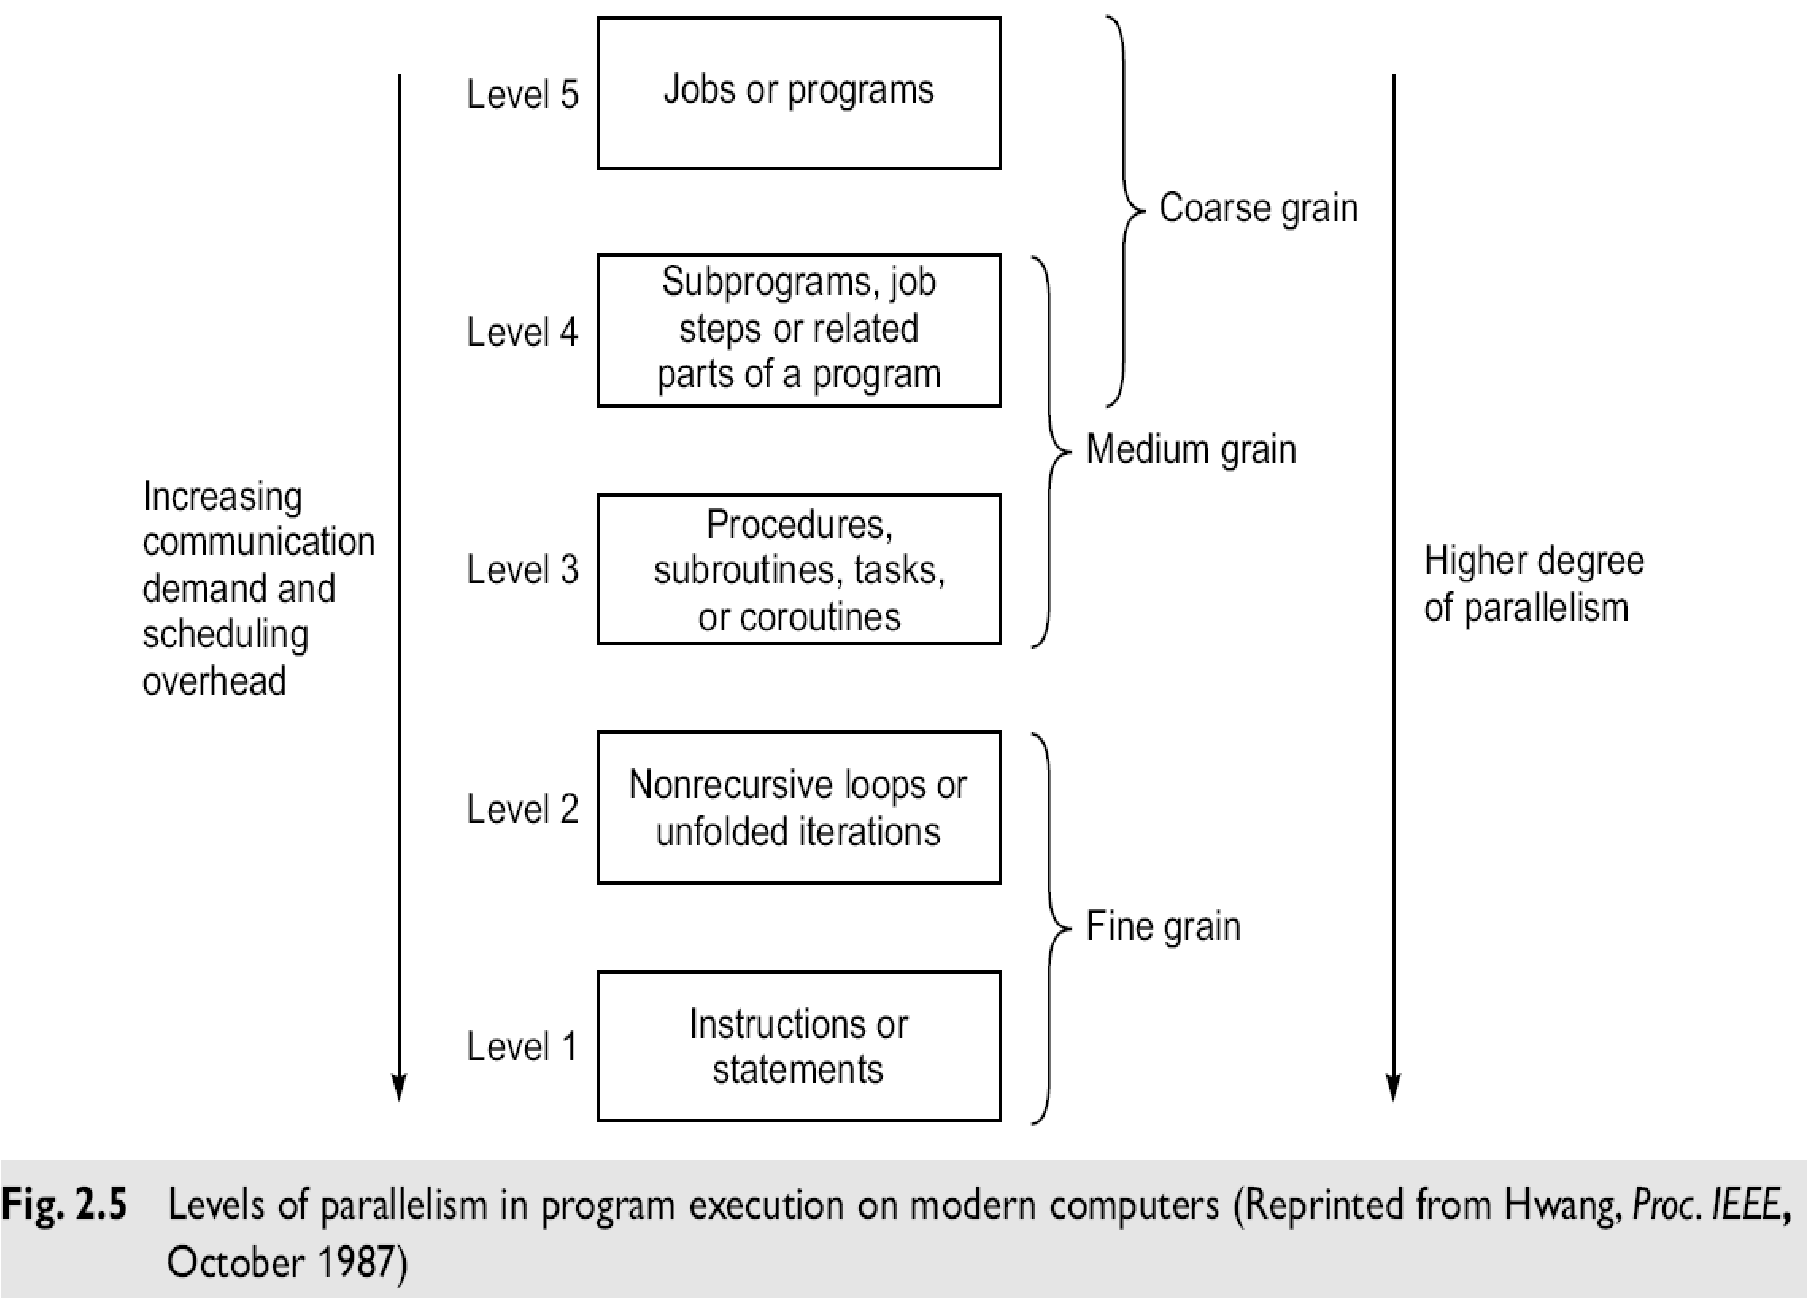 Level 5
Jobs or programs
Coarse grain
Level 4
Subprograms, job
steps or related
parts of a program
Medium grain
Increasing
communication
demand and
scheduling
overhead
Level 3
Procedures,
subroutines, tasks,
or coroutines
Higher degree
of parallelism
Level 2
Nonrecursive loops or
unfolded iterations
Fine grain
Level 1
Instructions or
statements
Fig. 2.5 Levels of parallelism in program execution on modern computers (Reprinted from Hwang, Proc. IEEE,
October 1987)